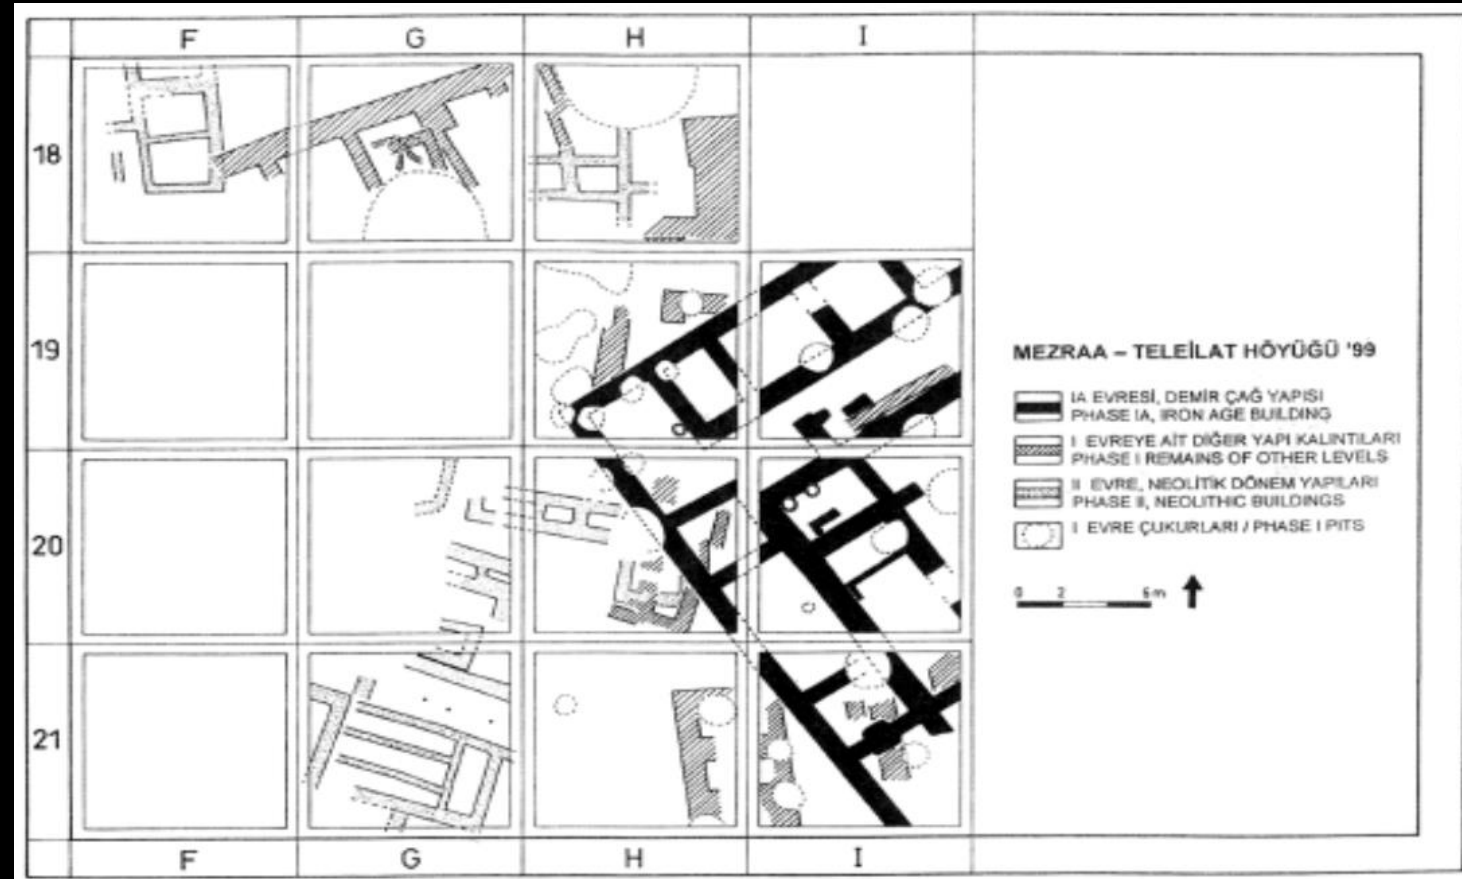 F G H I
18
19
20
21
F G H I
MEZRAA – TELEİLAT HÖYÜĞÜ '99
IA EVRESİ, DEMİR ÇAĞ YAPISI
PHASE IA, IRON AGE BUILDING
I EVREYE AİT DİĞER YAPI KALINTILARI
PHASE I REMAINS OF OTHER LEVELS
II EVRE, NEOLİTİK DÖNEM YAPILARI
PHASE II, NEOLITHIC BUILDINGS
I EVRE ÇUKURLARI / PHASE I PITS
0 2 6 m